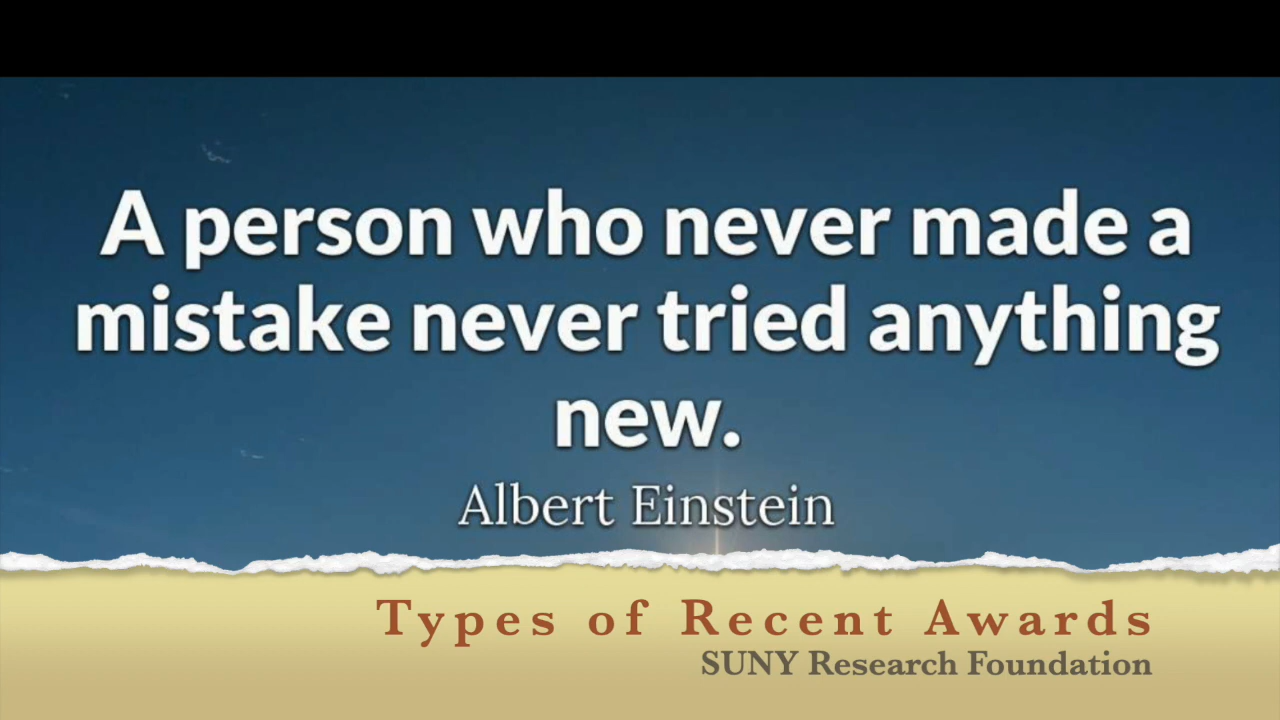 A person who never made a
mistake never tried anything
new.
Albert Einstein
Types of Recent Awards
SUNY Research Foundation